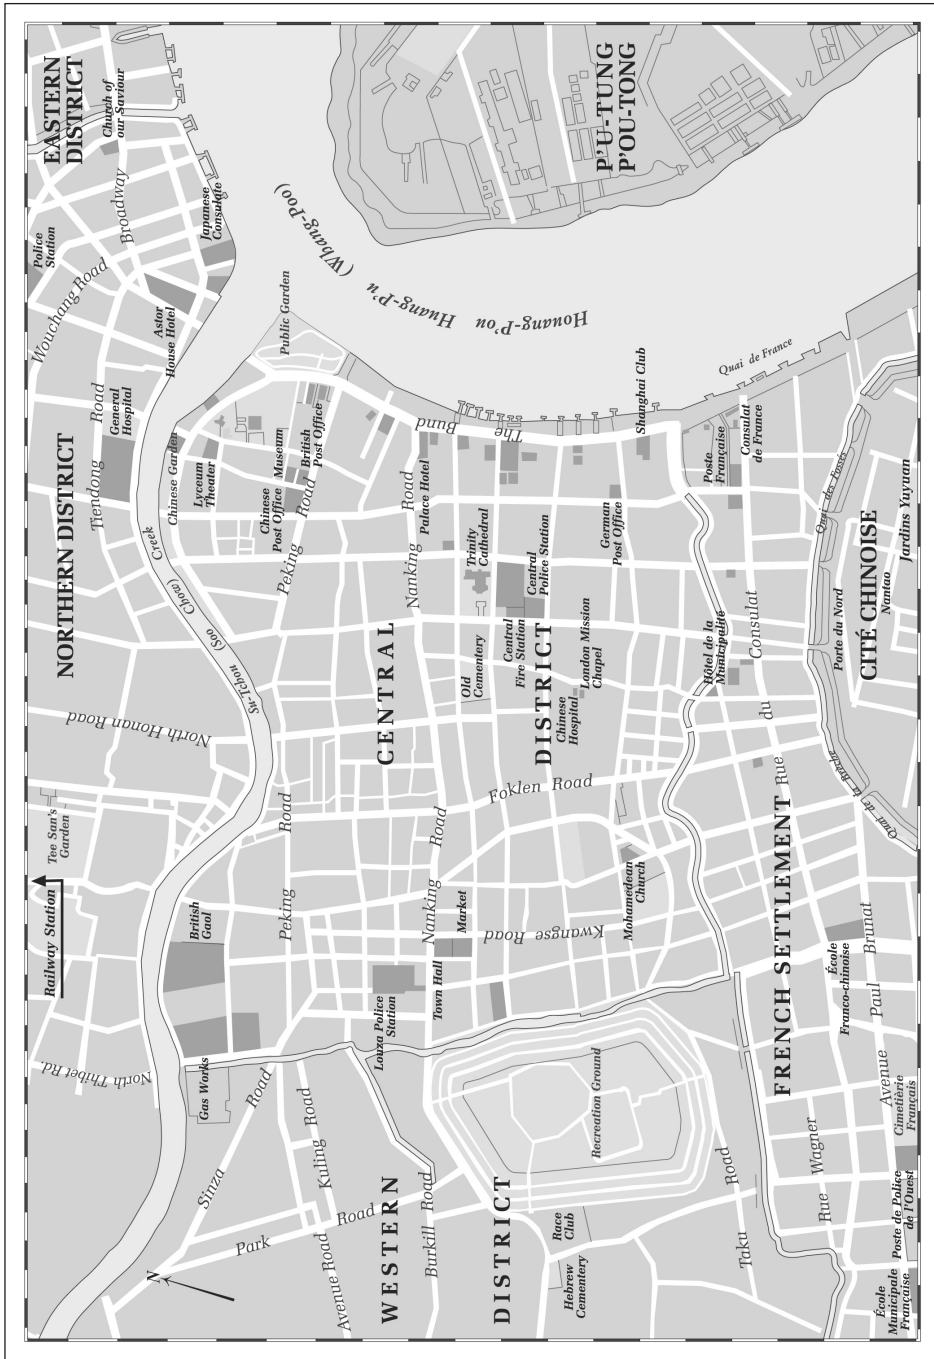 EASTERN
DISTRICT
Church of
our Saviour
Broadway
Police
Station
Wouchang Road
Japanese
Consulate
Astor
House Hotel
P'U-TUNG
P'OU-TONG
Houang-P'ou Huang-P'u (Whang-Poo)
Public Garden
NORTHERN DISTRICT
Tiendong Road
General
Hospital
Chinese Garden
Lyceum
Theater
Museum
British
Post Office
Chinese
Post Office
Peking Road
The Bund
Palace Hotel
Nanking Road
Shanghai Club
Quai de France
Poste
Française
Consulat
de France
Su-Tchou (Soo Chow) Creek
Trinity
Cathedral
Central
Police Station
German
Post Office
Quai des Fossés
CITÉ CHINOISE
Jardins Yuyuan
Nantao
Porte du Nord
North Honan Road
CENTRAL
DISTRICT
Old
Cementery
Central
Fire Station
London Mission
Chapel
Chinese
Hospital
Hôtel de la
Municipalité
Rue du Consulat
Quai de la Brèche
Foklen Road
Tee San's
Garden
Railway Station
British
Gaol
Peking Road
Nanking Road
Market
Town Hall
Kwangse Road
Mohamedean
Church
Louza Police
Station
FRENCH SETTLEMENT
École
Franco-chinoise
Avenue Paul Brunat
North Thibet Rd.
Gas Works
Sinza Road
Kuling Road
Park Road
Avenue Road
Burkill Road
WESTERN
DISTRICT
Recreation Ground
Race
Club
Hebrew
Cementery
Taku Road
Rue Wagner
Cimetièrie
Français
Poste de Police
de l'Ouest
École
Municipale
Française
N